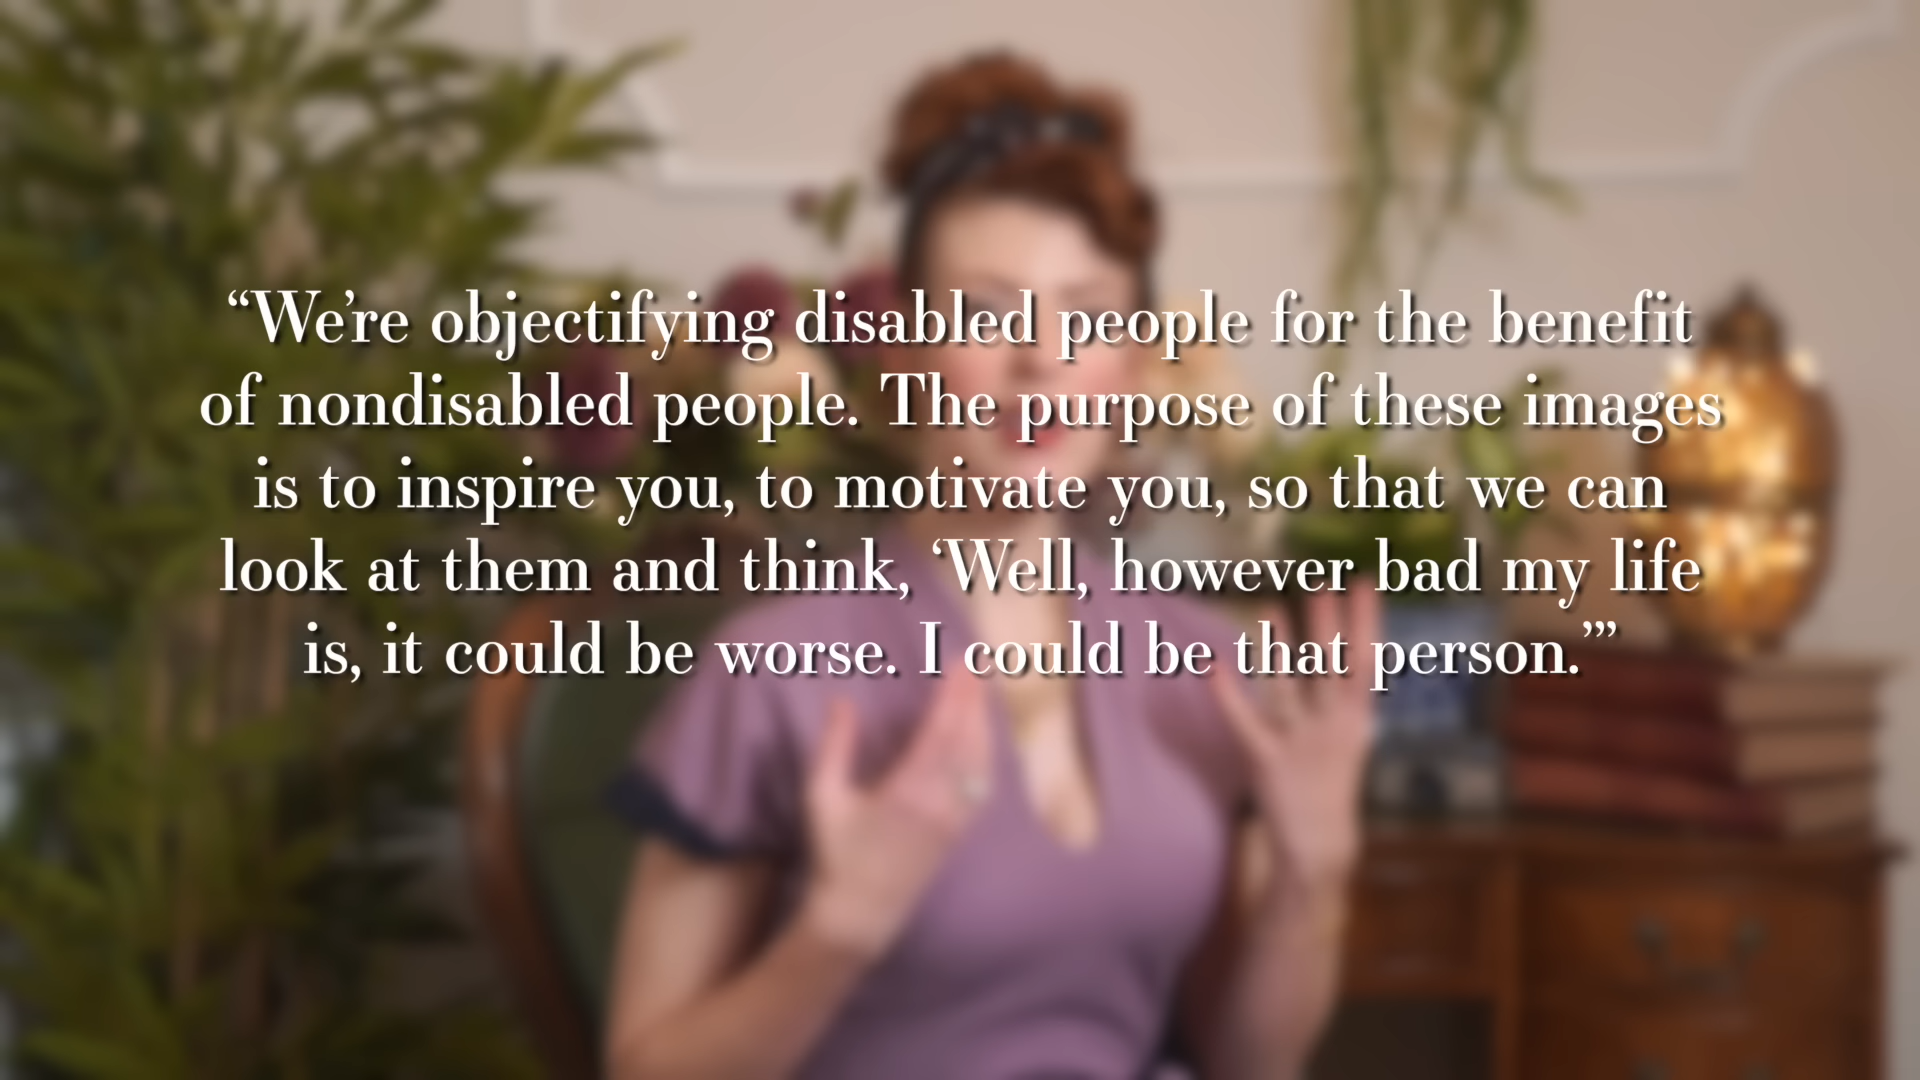 “We’re objectifying disabled people for the benefit
of nondisabled people. The purpose of these images
is to inspire you, to motivate you, so that we can
look at them and think, ‘Well, however bad my life
is, it could be worse. I could be that person.’”